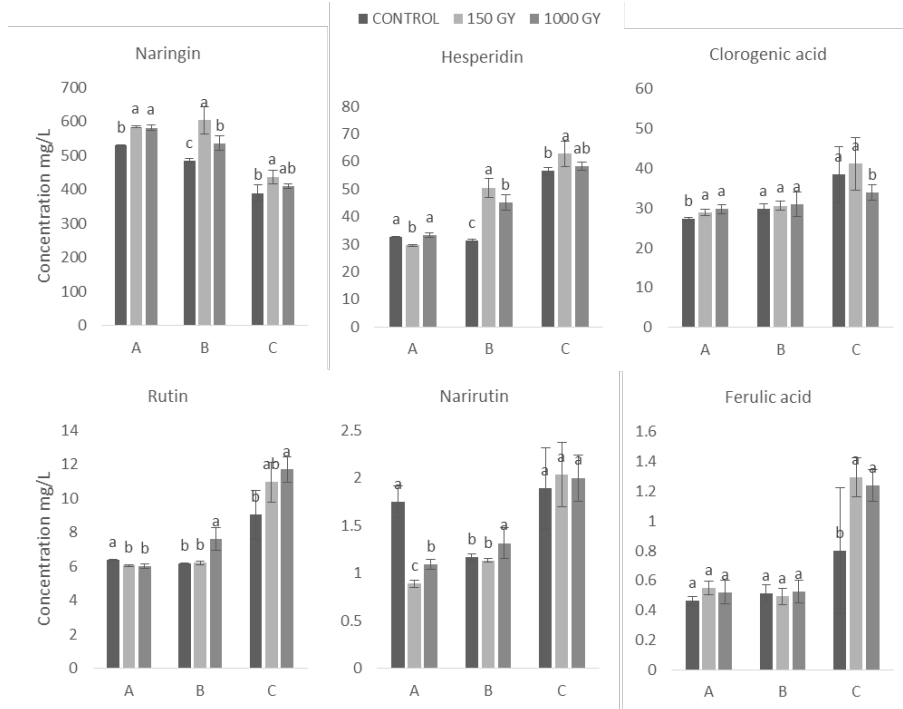 CONTROL 150 GY 1000 GY
Naringin
Hesperidin
Clorogenic acid
Concentration mg/L
700
600
500
400
300
200
100
0
b a a
c a b
b a ab
A B C
80
70
60
50
40
30
20
10
0
a b a
c a b
b a ab
A B C
60
50
40
30
20
10
0
b a a
a a a
a a b
A B C
Rutin
Narirutin
Ferulic acid
Concentration mg/L
14
12
10
8
6
4
2
0
a b b
b b a
b ab a
A B C
2.5
2
1.5
1
0.5
0
a c b
b b a
a a a
A B C
1.6
1.4
1.2
1
0.8
0.6
0.4
0.2
0
a a a
a a a
b a a
A B C